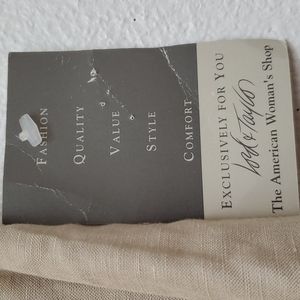 FASHION
QUALITY
VALUE
STYLE
COMFORT
EXCLUSIVELY FOR YOU
Lord & Taylor
The American Woman's Shop